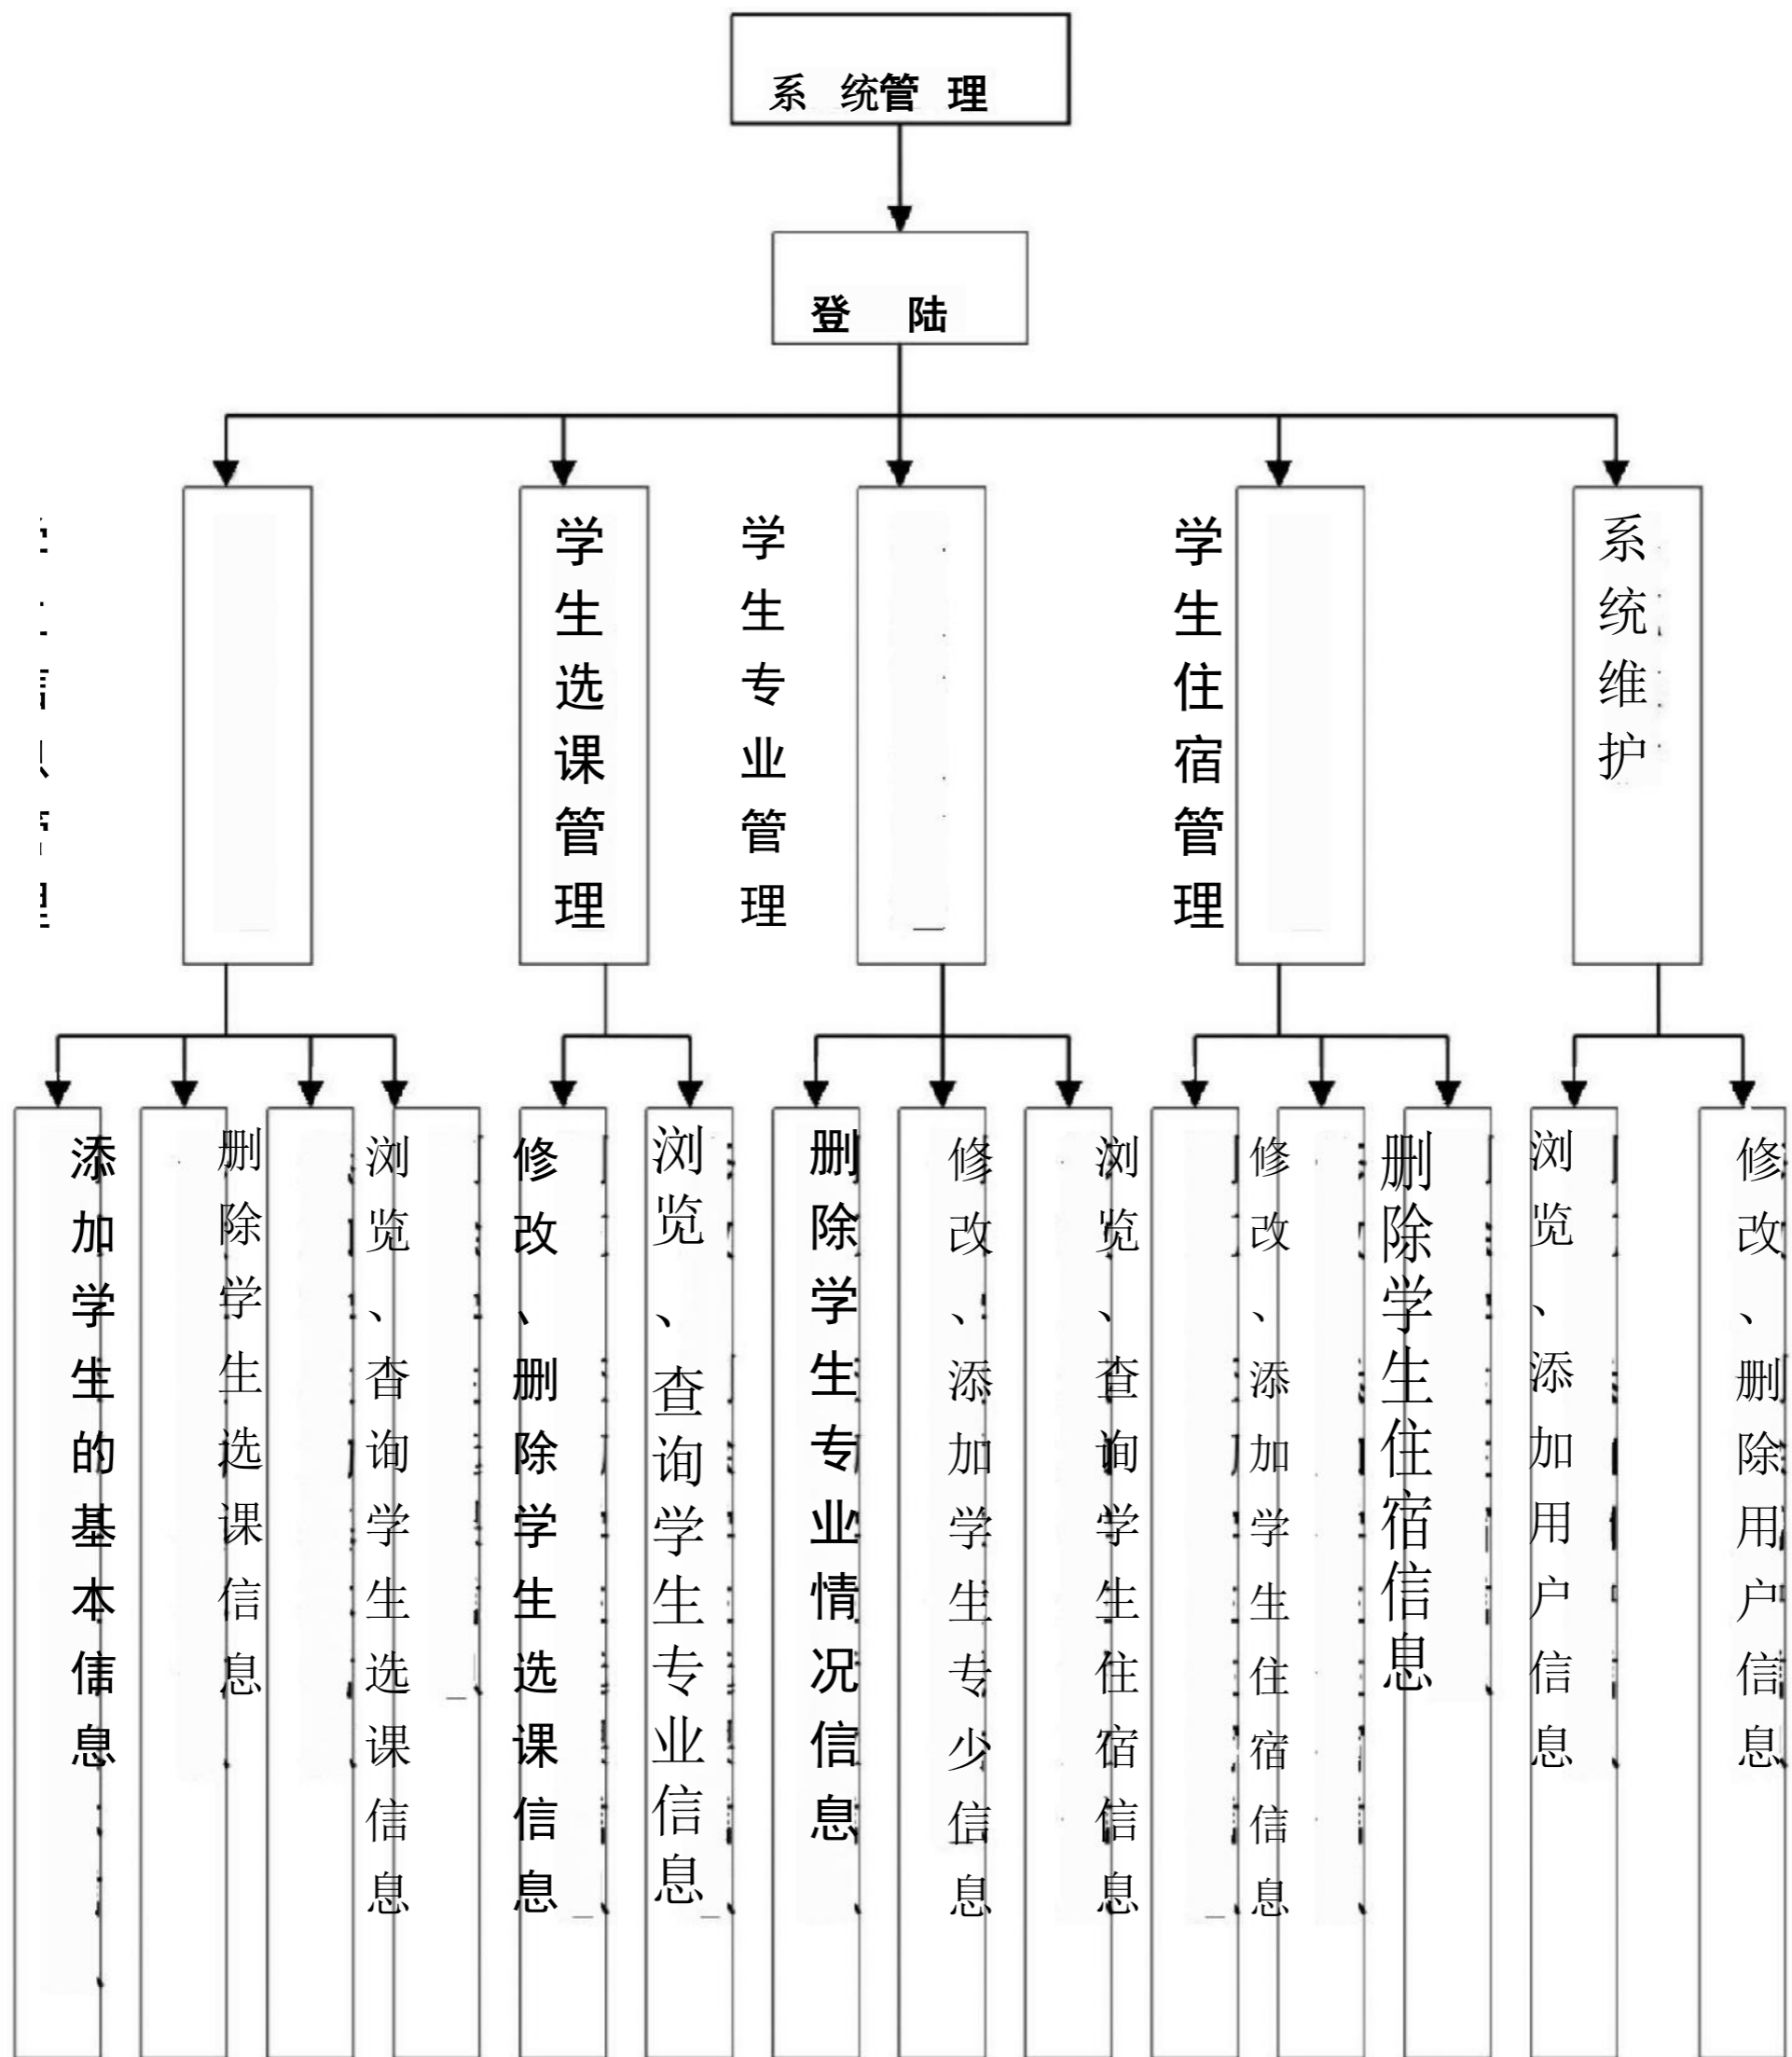 系 统管 理
登 陆
学生选课管理
学生专业管理
学生住宿管理
系统维护
添加学生的基本信息
删除学生选课信息
浏览、查询学生选课信息
修改、删除学生选课信息
浏览、查询学生专业信息
删除学生专业情况信息
修改、添加学生专少信息
浏览、查询学生住宿信息
修改、添加学生住宿信息
删除学生住宿信息
浏览、添加用户信息
修改、删除用户信息